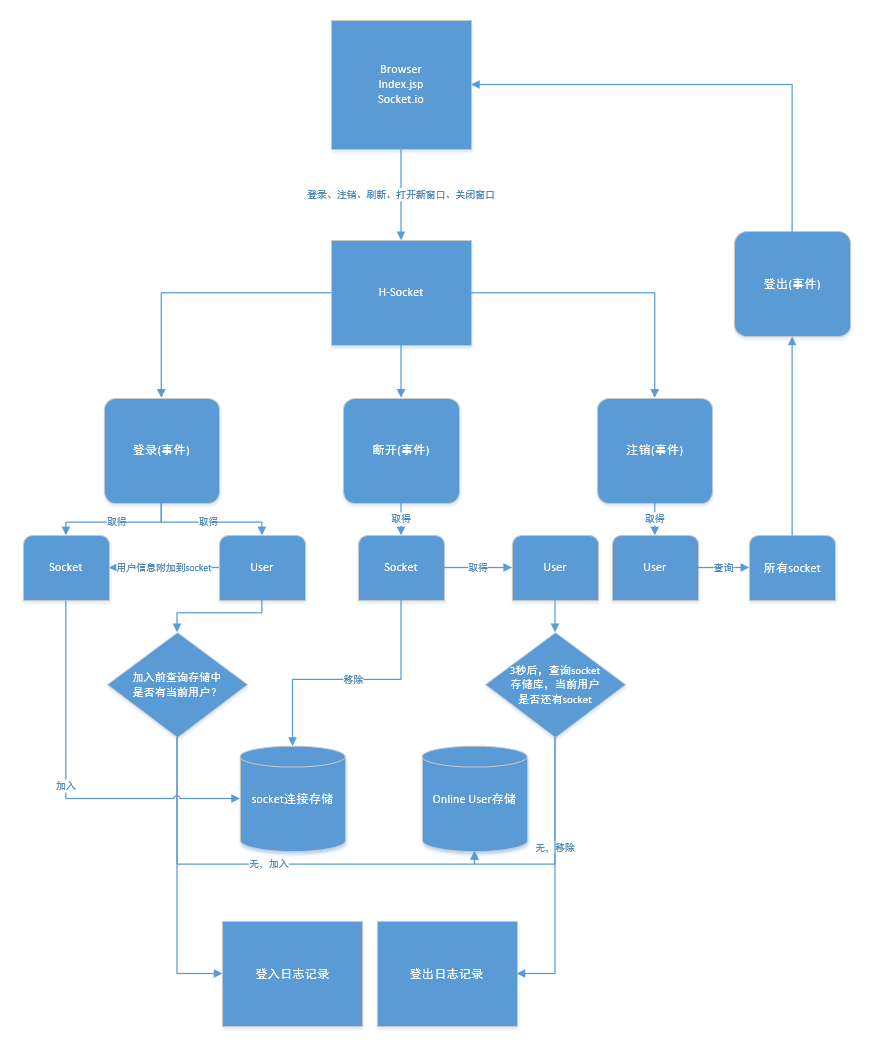 Browser
Index.jsp
Socket.io
登录、注销、刷新、打开新窗口、关闭窗口
登出(事件)
H-Socket
登录(事件)
断开(事件)
注销(事件)
取得
取得
取得
取得
Socket
用户信息附加到socket
User
Socket
取得
User
User
查询
所有socket
加入前查询存储中
是否有当前用户?
移除
3秒后，查询socket
存储库，当前用户
是否还有socket
加入
socket连接存储
Online User存储
无，加入
无，移除
登入日志记录
登出日志记录